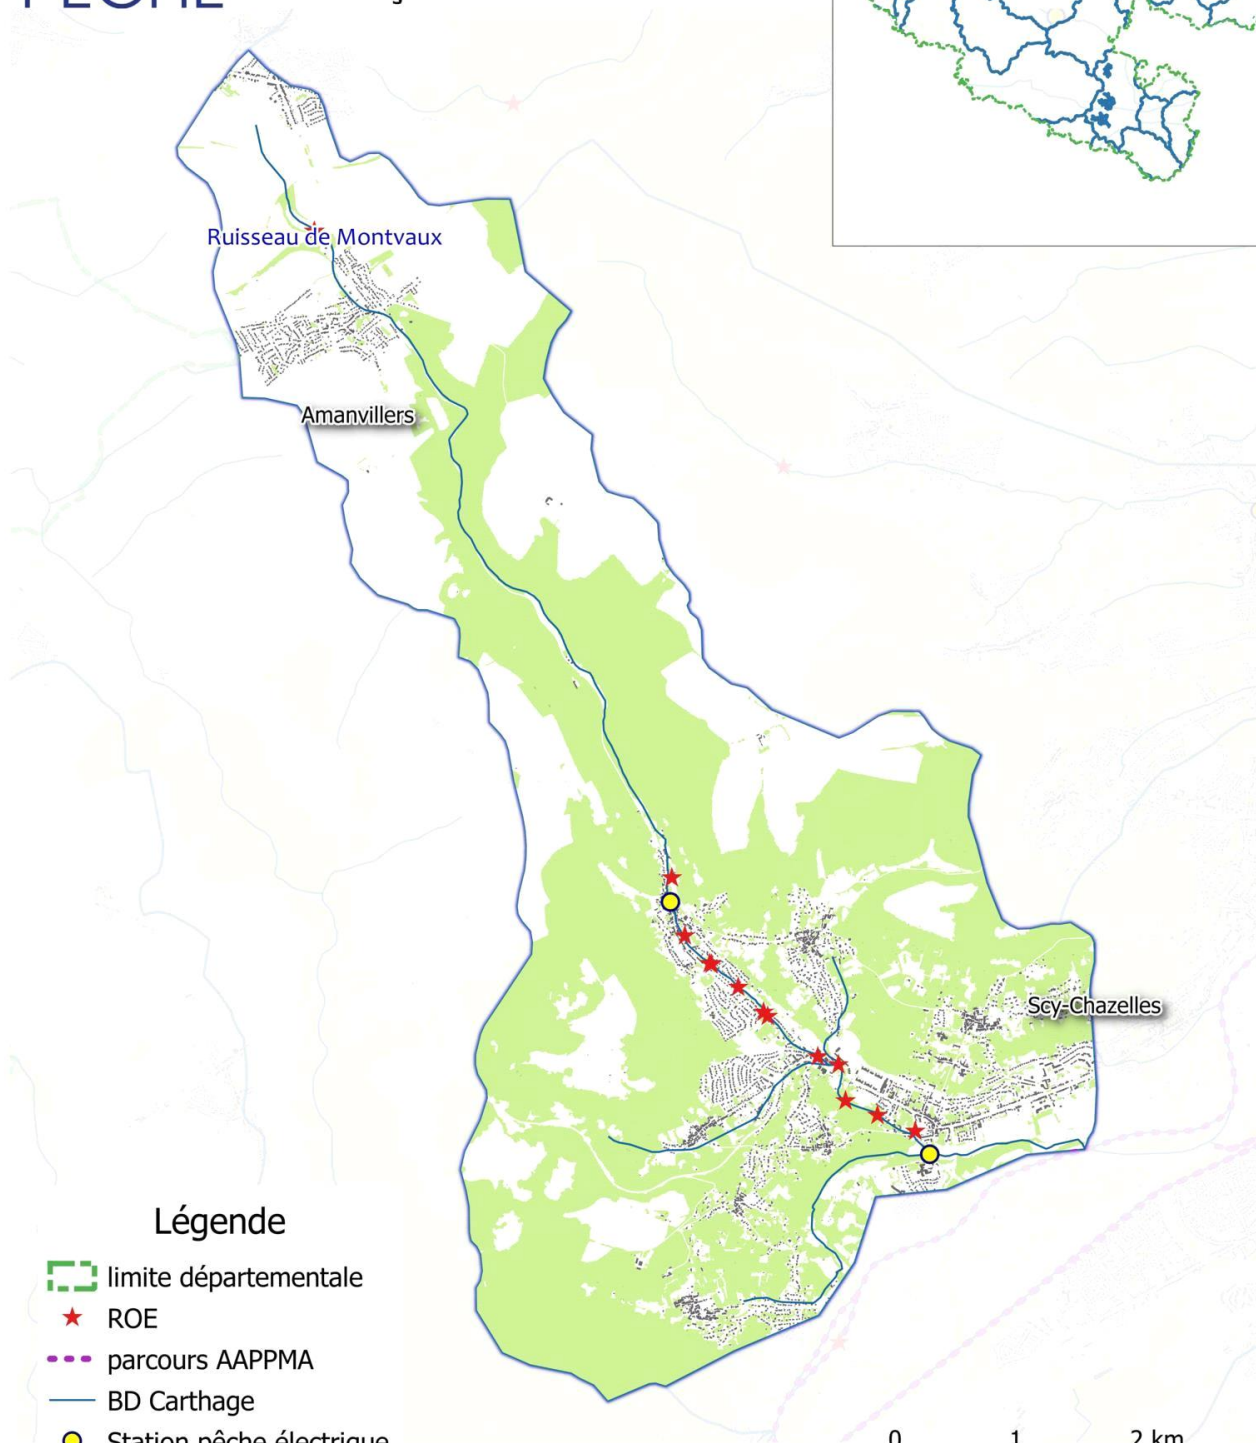 PÊCHE
Ruisseau de Montvaux
Amanvillers
Scy-Chazelles
Légende
limite départementale
ROE
parcours AAPPMA
BD Carthage
Station pêche électrique
0 1 2 km